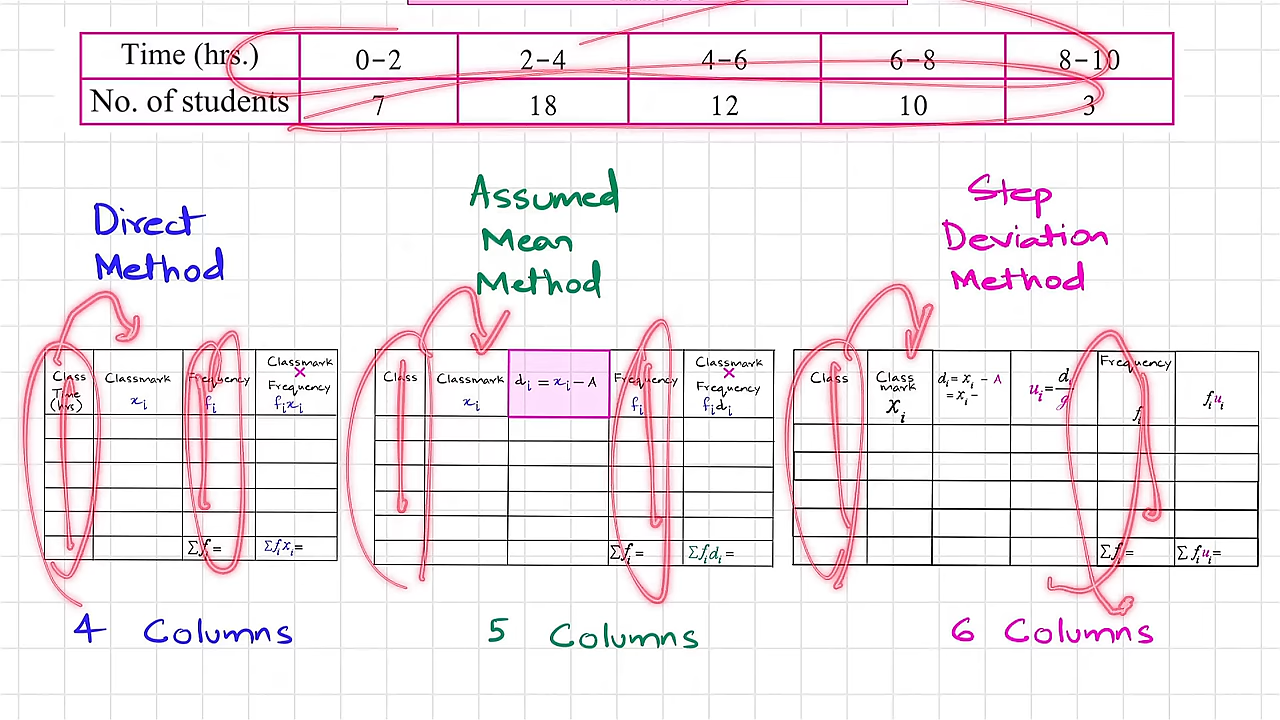 Time (hrs.) 0-2 2-4 4-6 6-8 8-10
No. of students 7 18 12 10 3
Direct
Method
Assumed
Mean
Method
Step
Deviation
Method
Class
Time
(hrs)
Classmark
xi
Frequency
fi
Classmark
×
Frequency
fixi
Σfi=
Σfixi=
Class
Classmark
xi
di = xi - A
Frequency
fi
Classmark
×
Frequency
fidi
Σfi=
Σfidi=
Class
Class
mark
xi
di = xi - A
= xi -
ui = di/g
Frequency
fi
fiui
Σfi=
Σfiui=
4 Columns
5 Columns
6 Columns